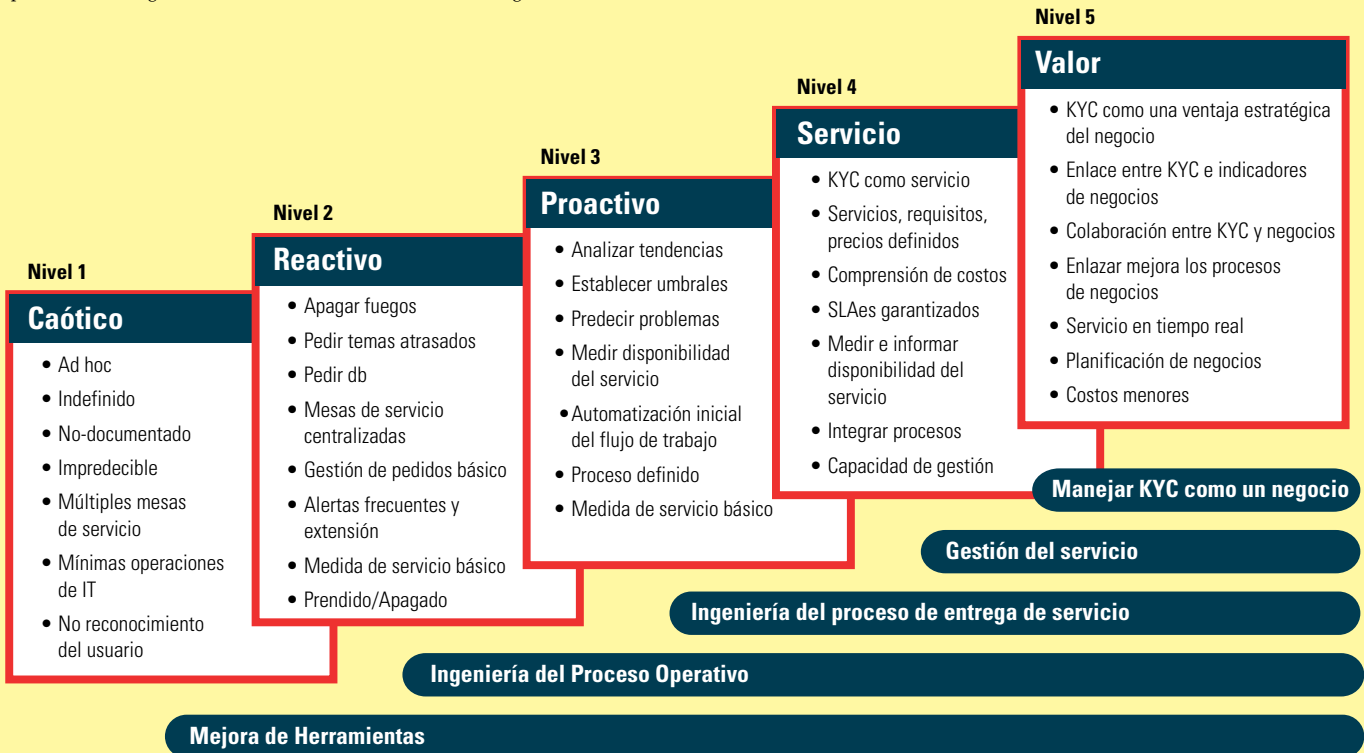 Nivel 1
Caótico
• Ad hoc
• Indefinido
• No-documentado
• Impredecible
• Múltiples mesas
de servicio
• Mínimas operaciones
de IT
• No reconocimiento
del usuario
Nivel 2
Reactivo
• Apagar fuegos
• Pedir temas atrasados
• Pedir db
• Mesas de servicio
centralizadas
• Gestión de pedidos básico
• Alertas frecuentes y
extensión
• Medida de servicio básico
• Prendido/Apagado
Nivel 3
Proactivo
• Analizar tendencias
• Establecer umbrales
• Predecir problemas
• Medir disponibilidad
del servicio
• Automatización inicial
del flujo de trabajo
• Proceso definido
• Medida de servicio básico
Nivel 4
Servicio
• KYC como servicio
• Servicios, requisitos,
precios definidos
• Comprensión de costos
• SLAes garantizados
• Medir e informar
disponibilidad del
servicio
• Integrar procesos
• Capacidad de gestión
Nivel 5
Valor
• KYC como una ventaja estratégica
del negocio
• Enlace entre KYC e indicadores
de negocios
• Colaboración entre KYC y negocios
• Enlazar mejora los procesos
de negocios
• Servicio en tiempo real
• Planificación de negocios
• Costos menores
Manejar KYC como un negocio
Gestión del servicio
Ingeniería del proceso de entrega de servicio
Ingeniería del Proceso Operativo
Mejora de Herramientas